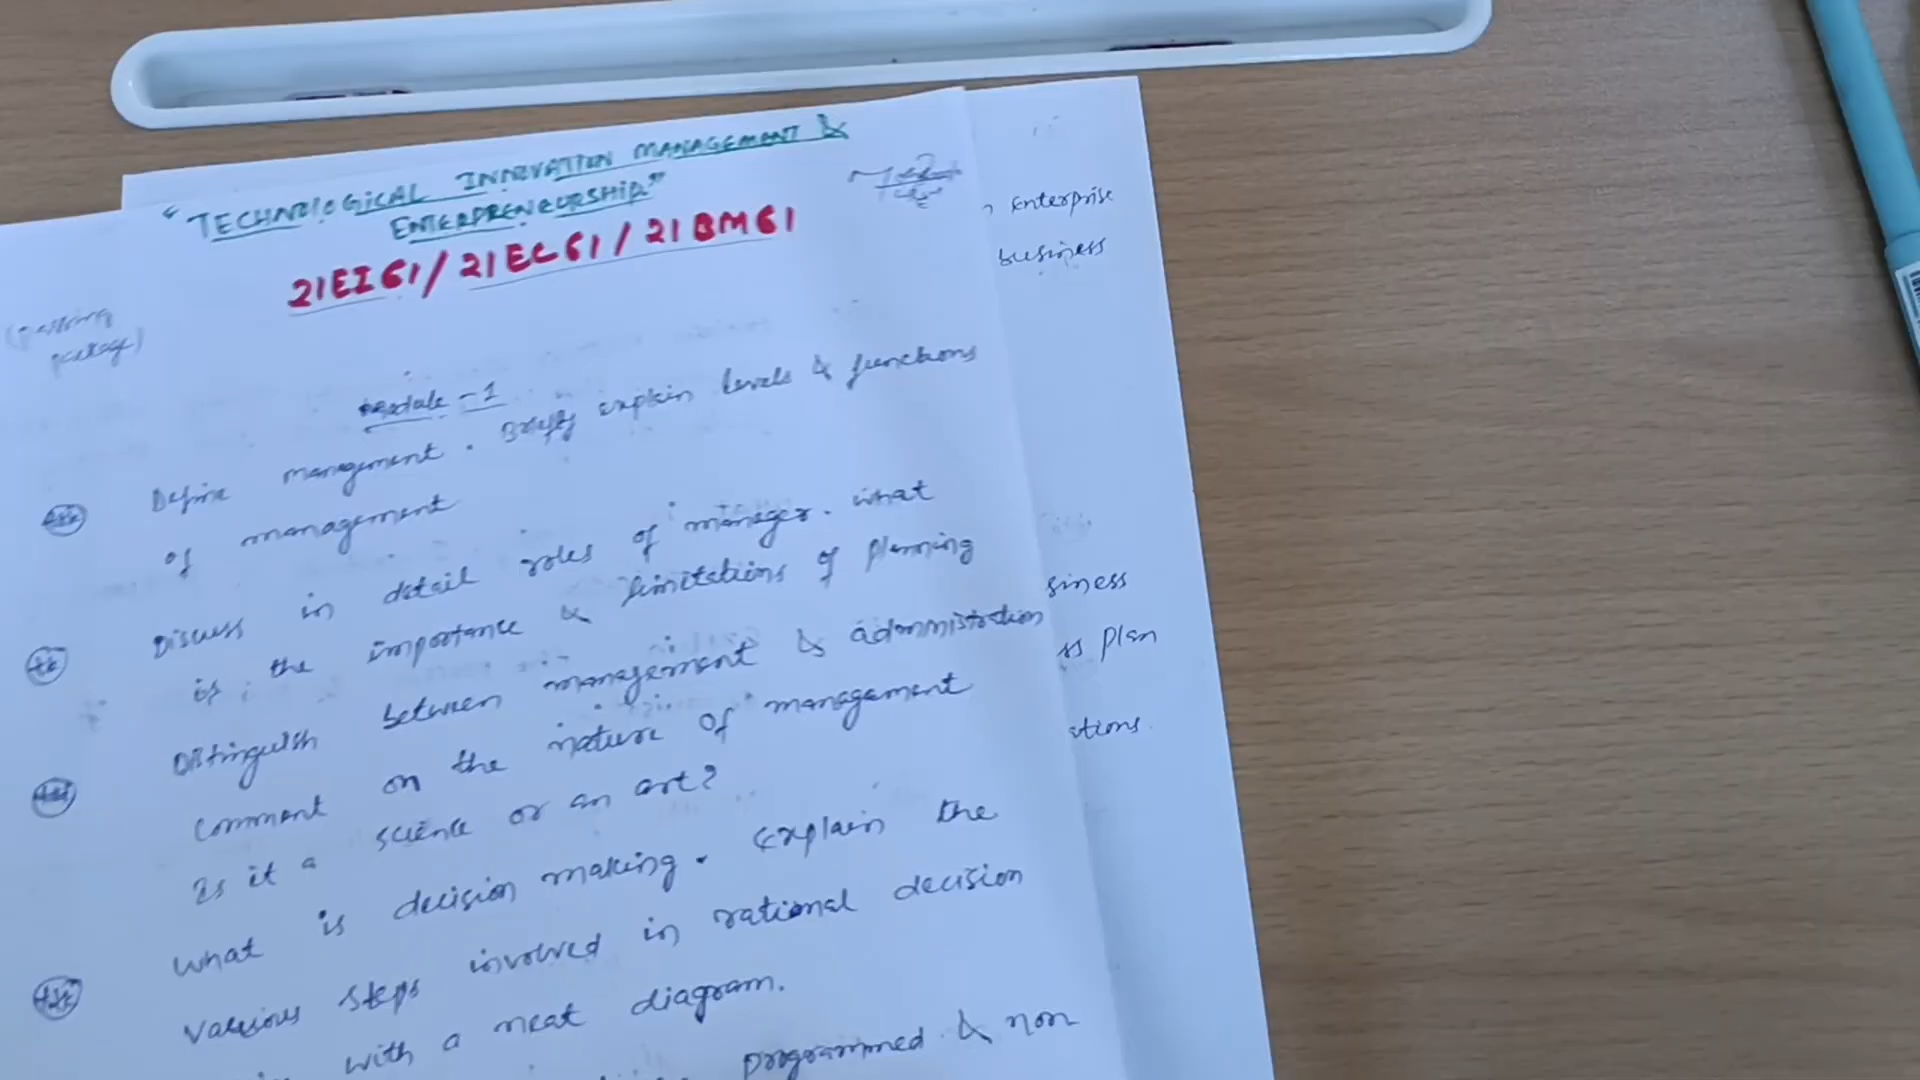 "TECHNOLOGICAL INNOVATION MANAGEMENT &
ENTERPRENEURSHIP"
21EI61/21EC61/21BM61
(passing
package)
Module-1
Define management. Briefly explain levels & functions
of management
Discuss in detail roles of manager. what
is the importance & limitations of planning
Distinguish between management & administration
comment on the nature of management
Is it a science or an art?
What is decision making. Explain the
various steps involved in rational decision
with a neat diagram.
programmed & non
Enterprise
business
siness
ss plan
ations.